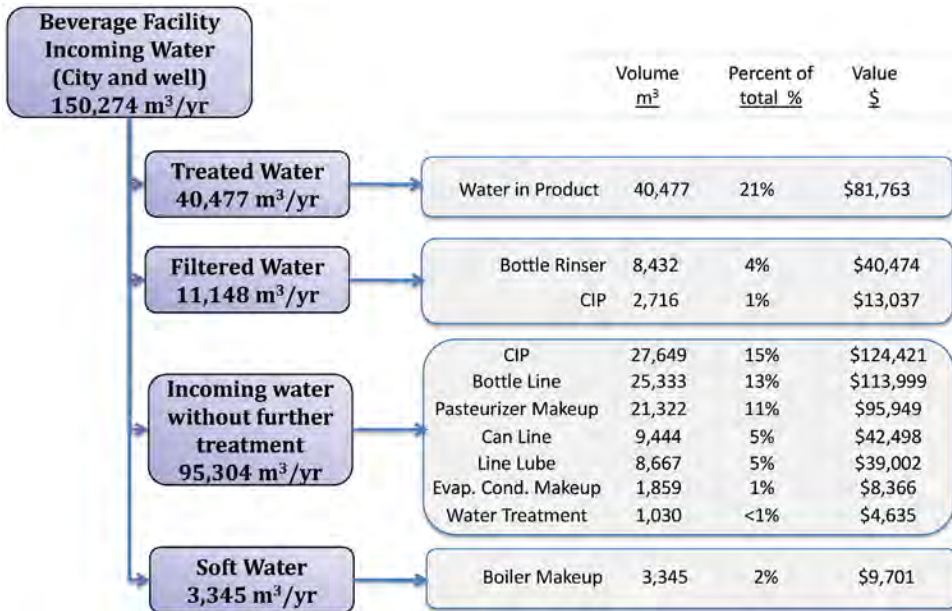 Beverage Facility
Incoming Water
(City and well)
150,274 m³/yr
Volume Percent of Value
m³ total % $
Treated Water
40,477 m³/yr
Water in Product 40,477 21% $81,763
Filtered Water
11,148 m³/yr
Bottle Rinser 8,432 4% $40,474
CIP 2,716 1% $13,037
Incoming water
without further
treatment
95,304 m³/yr
CIP 27,649 15% $124,421
Bottle Line 25,333 13% $113,999
Pasteurizer Makeup 21,322 11% $95,949
Can Line 9,444 5% $42,498
Line Lube 8,667 5% $39,002
Evap. Cond. Makeup 1,859 1% $8,366
Water Treatment 1,030 <1% $4,635
Soft Water
3,345 m³/yr
Boiler Makeup 3,345 2% $9,701